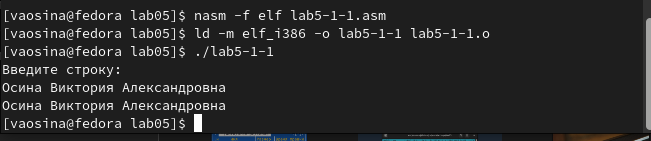 [vaosina@fedora lab05]$ nasm -f elf lab5-1-1.asm
[vaosina@fedora lab05]$ ld -m elf_i386 -o lab5-1-1 lab5-1-1.o
[vaosina@fedora lab05]$ ./lab5-1-1
Введите строку:
Осина Виктория Александровна
Осина Виктория Александровна
[vaosina@fedora lab05]$